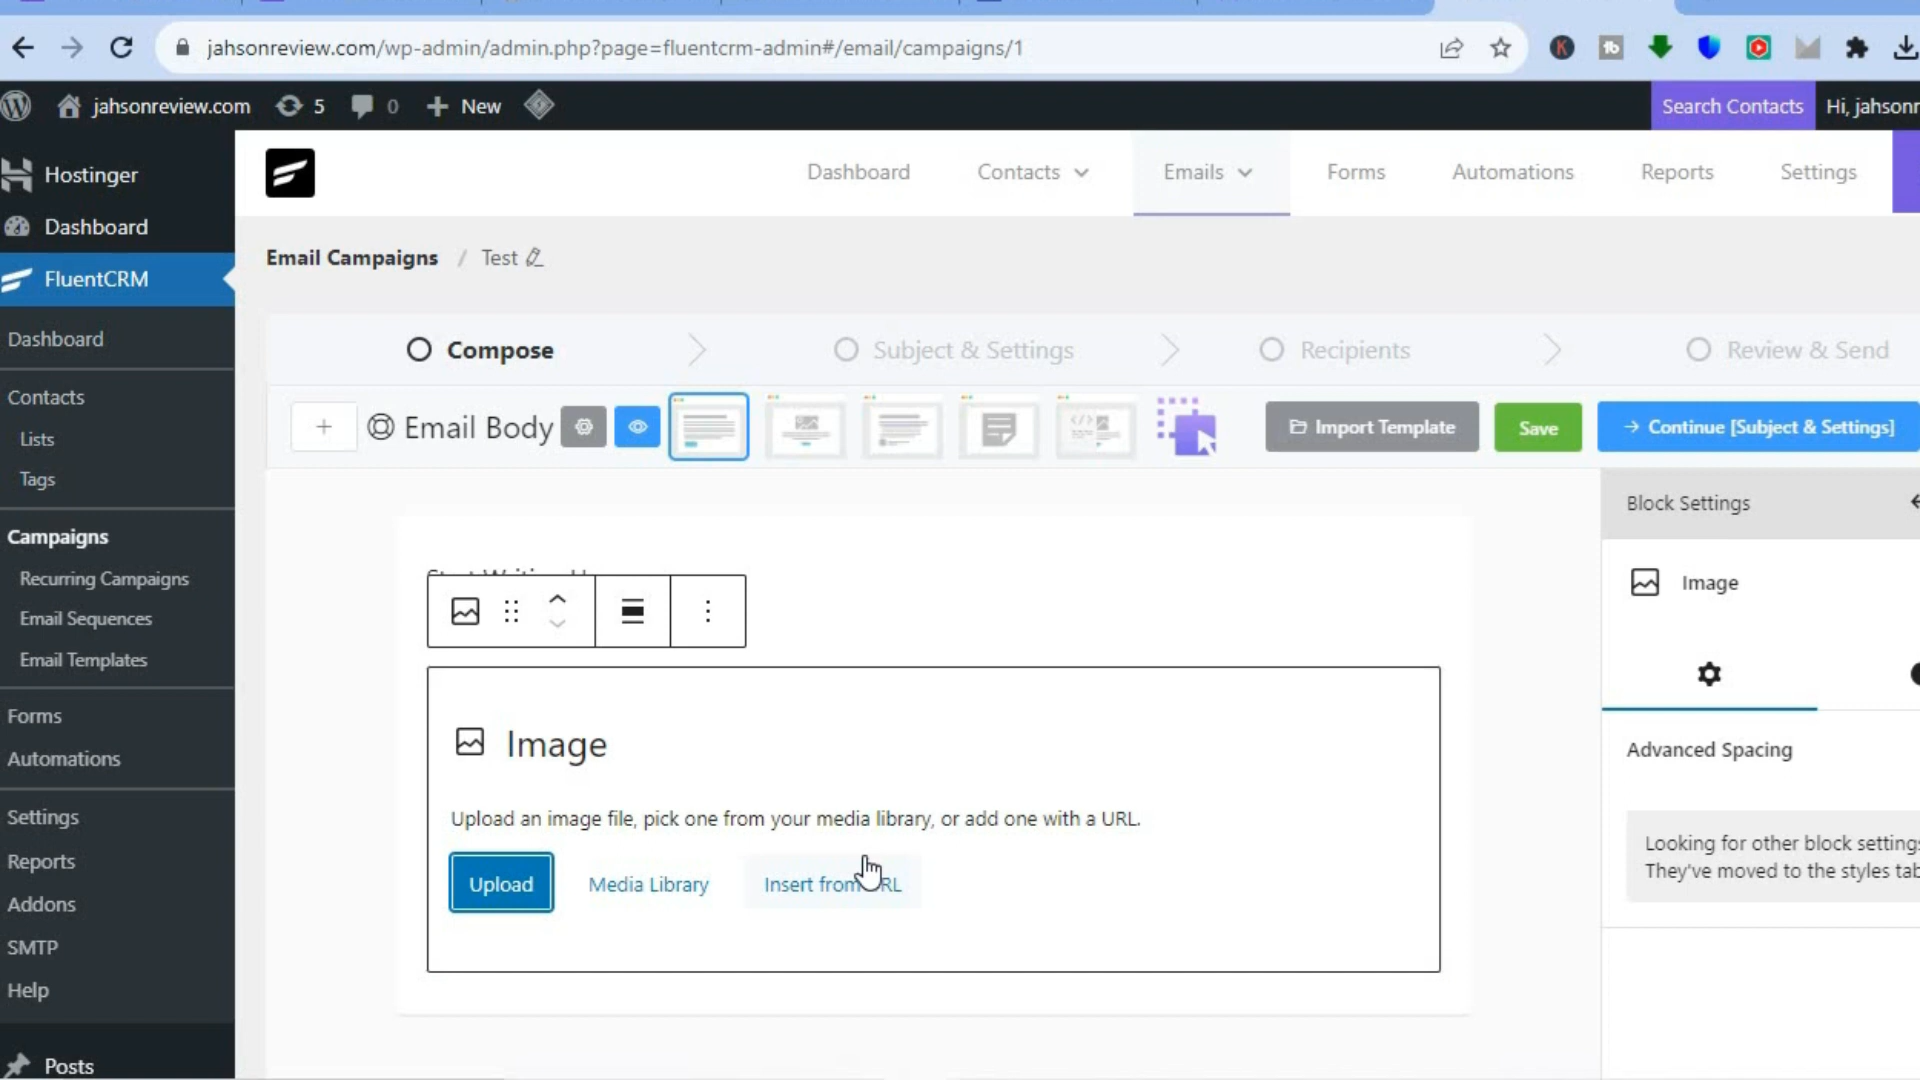 jahsonreview.com/wp-admin/admin.php?page=fluentcrm-admin#/email/campaigns/1
jahsonreview.com 5 0 New Search Contacts Hi,
Hostinger
Dashboard
FluentCRM
Dashboard
Contacts
Lists
Tags
Campaigns
Recurring Campaigns
Email Sequences
Email Templates
Forms
Automations
Settings
Reports
Addons
SMTP
Help
Posts
Dashboard Contacts Emails Forms Automations Reports Settings
Email Campaigns / Test
Compose Subject & Settings Recipients Review & Send
+ Email Body Import Template Save → Continue [Subject & Settings]
Start Writing
Image
Upload an image file, pick one from your media library, or add one with a URL.
Upload Media Library Insert from URL
Block Settings
Image
Advanced Spacing
Looking for other block settings
They've moved to the styles